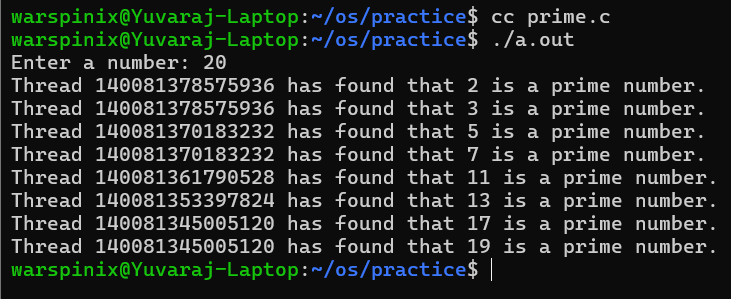 warspinix@Yuvaraj-Laptop:~/os/practice$ cc prime.c
warspinix@Yuvaraj-Laptop:~/os/practice$ ./a.out
Enter a number: 20
Thread 140081378575936 has found that 2 is a prime number.
Thread 140081378575936 has found that 3 is a prime number.
Thread 140081370183232 has found that 5 is a prime number.
Thread 140081370183232 has found that 7 is a prime number.
Thread 140081361790528 has found that 11 is a prime number.
Thread 140081353397824 has found that 13 is a prime number.
Thread 140081345005120 has found that 17 is a prime number.
Thread 140081345005120 has found that 19 is a prime number.
warspinix@Yuvaraj-Laptop:~/os/practice$